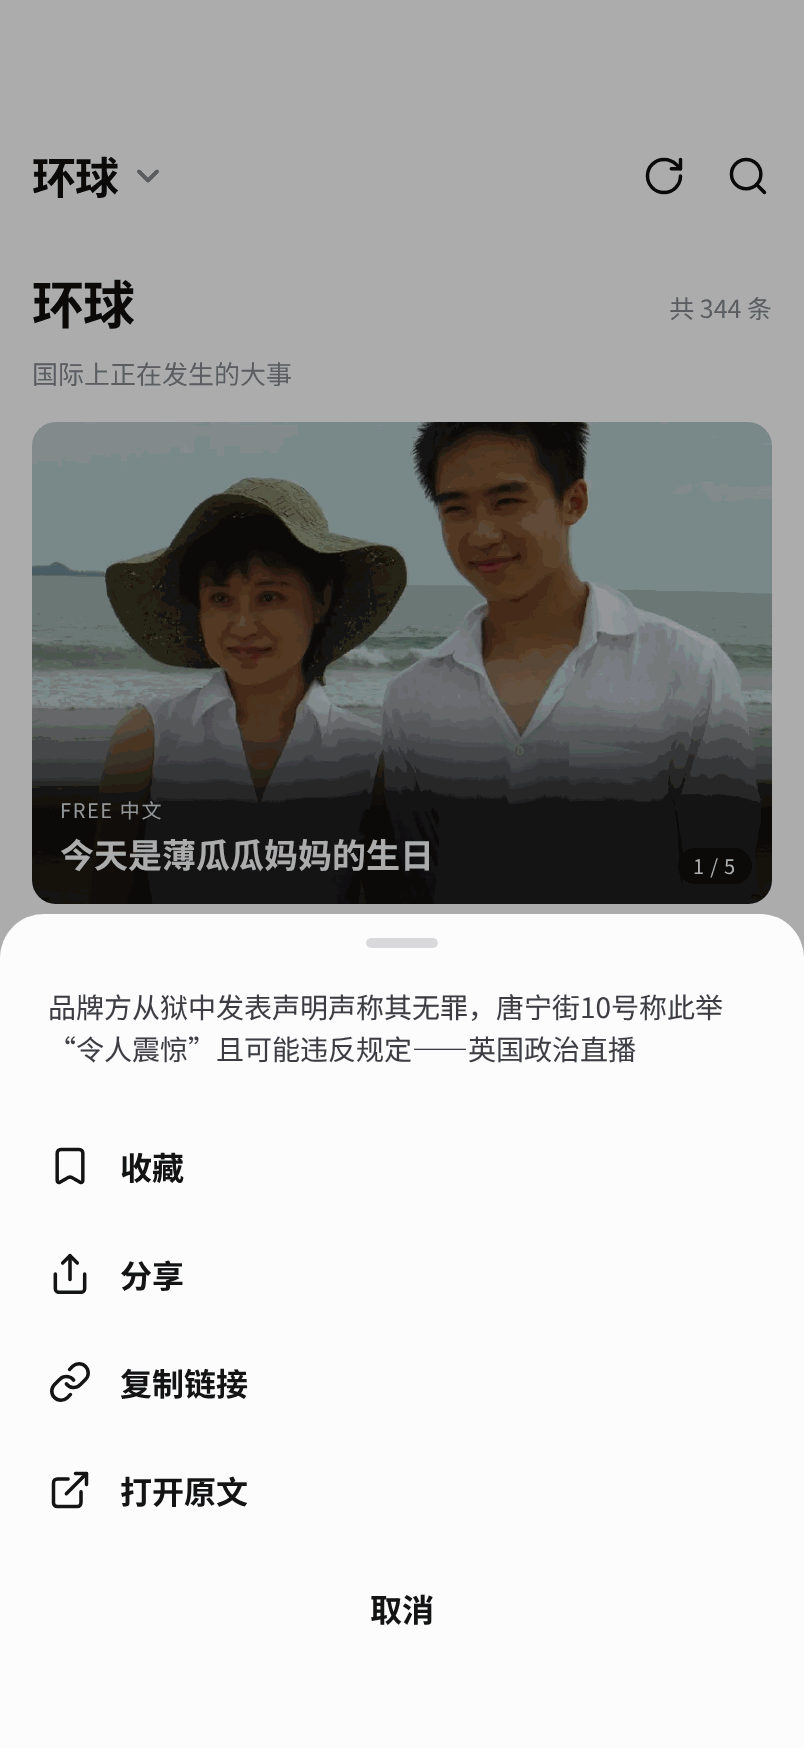 环球
环球
共 344 条
国际上正在发生的大事
FREE 中文
今天是薄瓜瓜妈妈的生日
1 / 5
品牌方从狱中发表声明声称其无罪，唐宁街10号称此举
“令人震惊”且可能违反规定——英国政治直播
收藏
分享
复制链接
打开原文
取消